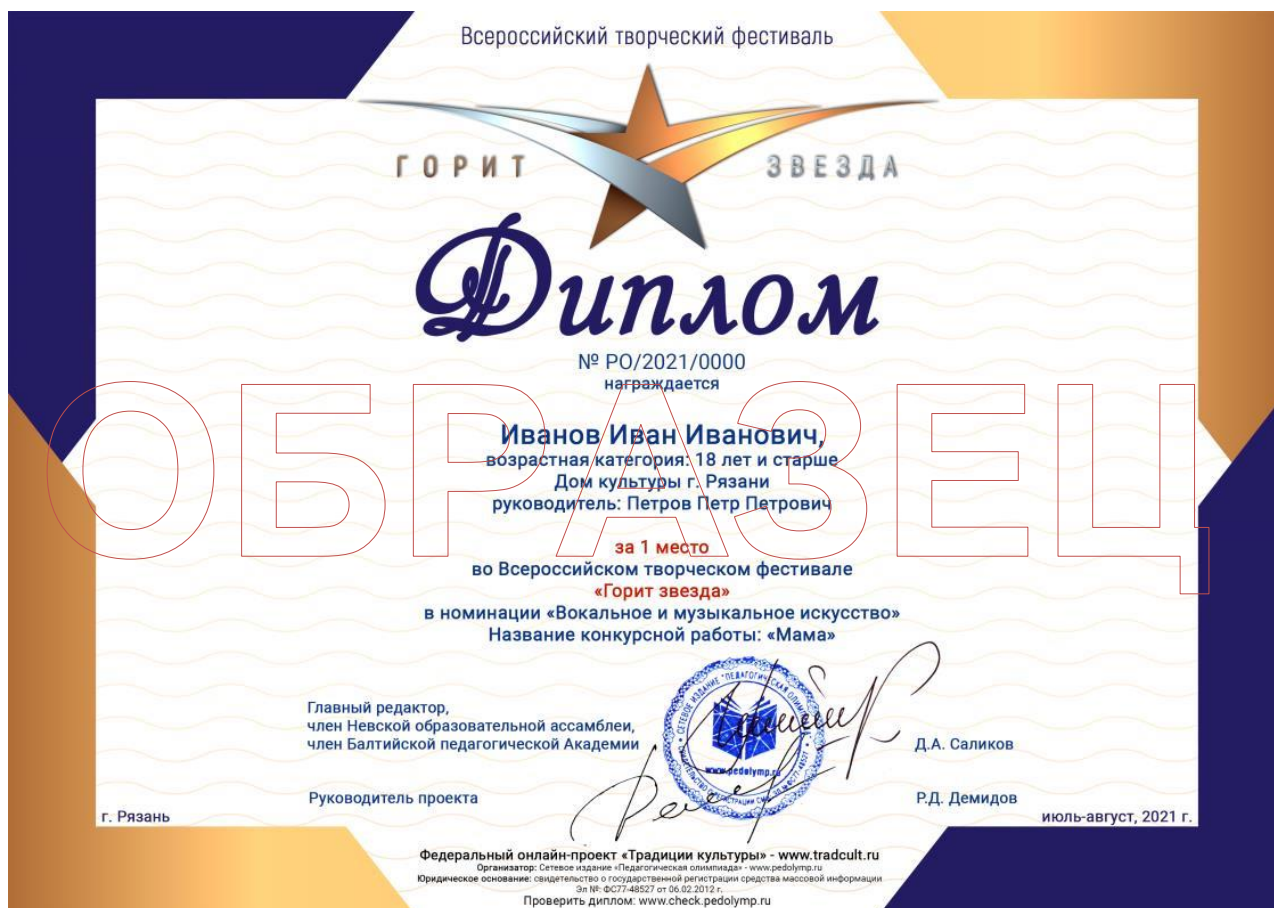 Всероссийский творческий фестиваль
ГОРИТ ЗВЕЗДА
Диплом
№ РО/2021/0000
награждается
ОБРАЗЕЦ
Иванов Иван Иванович,
возрастная категория: 18 лет и старше
Дом культуры г. Рязани
руководитель: Петров Петр Петрович
за 1 место
во Всероссийском творческом фестивале
«Горит звезда»
в номинации «Вокальное и музыкальное искусство»
Название конкурсной работы: «Мама»
Главный редактор,
член Невской образовательной ассамблеи,
член Балтийской педагогической Академии
Д.А. Саликов
СЕТЕВОЕ ИЗДАНИЕ "ПЕДАГОГИЧЕСКАЯ ОЛИМПИАДА"
www.pedolymp.ru
Руководитель проекта
Р.Д. Демидов
г. Рязань
июль-август, 2021 г.
Федеральный онлайн-проект «Традиции культуры» - www.tradcult.ru
Организатор: Сетевое издание «Педагогическая олимпиада» - www.pedolymp.ru
Юридическое основание: свидетельство о государственной регистрации средства массовой информации
Эл №: ФС77-48527 от 06.02.2012 г.
Проверить диплом: www.check.pedolymp.ru